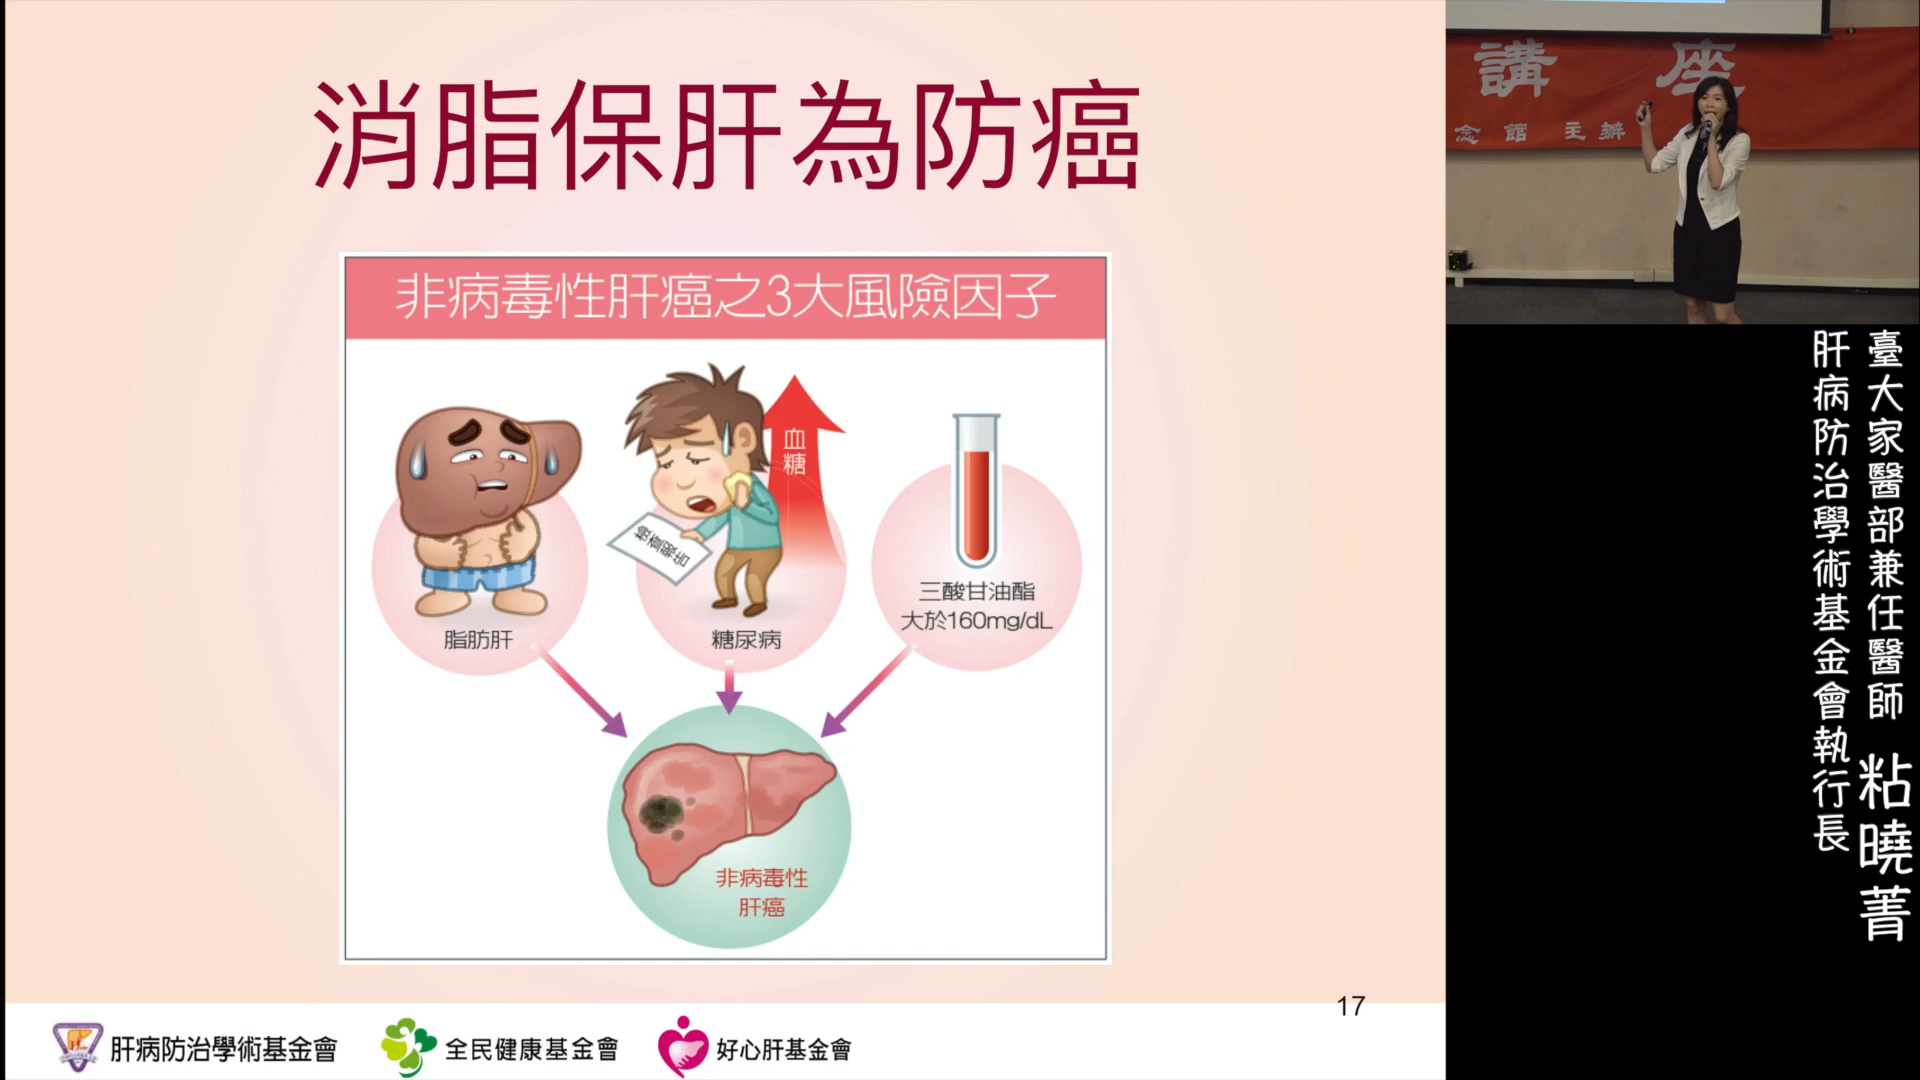 消脂保肝為防癌
非病毒性肝癌之3大風險因子
血糖
檢查報告
三酸甘油酯
大於160mg/dL
脂肪肝
糖尿病
非病毒性
肝癌
17
肝病防治學術基金會
全民健康基金會
好心肝基金會
講座
念館 主辦
臺大家醫部兼任醫師 粘曉菁
肝病防治學術基金會執行長